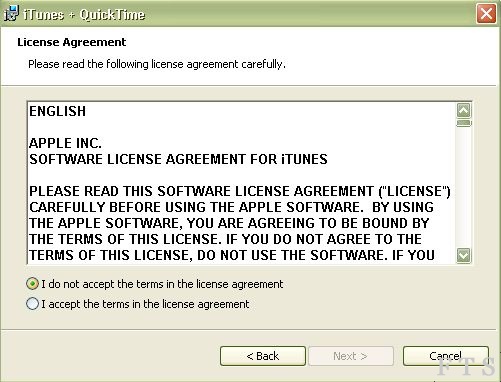 iTunes + QuickTime
License Agreement
Please read the following license agreement carefully.
ENGLISH
APPLE INC.
SOFTWARE LICENSE AGREEMENT FOR iTUNES
PLEASE READ THIS SOFTWARE LICENSE AGREEMENT ("LICENSE")
CAREFULLY BEFORE USING THE APPLE SOFTWARE.  BY USING
THE APPLE SOFTWARE, YOU ARE AGREEING TO BE BOUND BY
THE TERMS OF THIS LICENSE. IF YOU DO NOT AGREE TO THE
TERMS OF THIS LICENSE, DO NOT USE THE SOFTWARE. IF YOU
I do not accept the terms in the license agreement
I accept the terms in the license agreement
< Back Next > Cancel
FTS